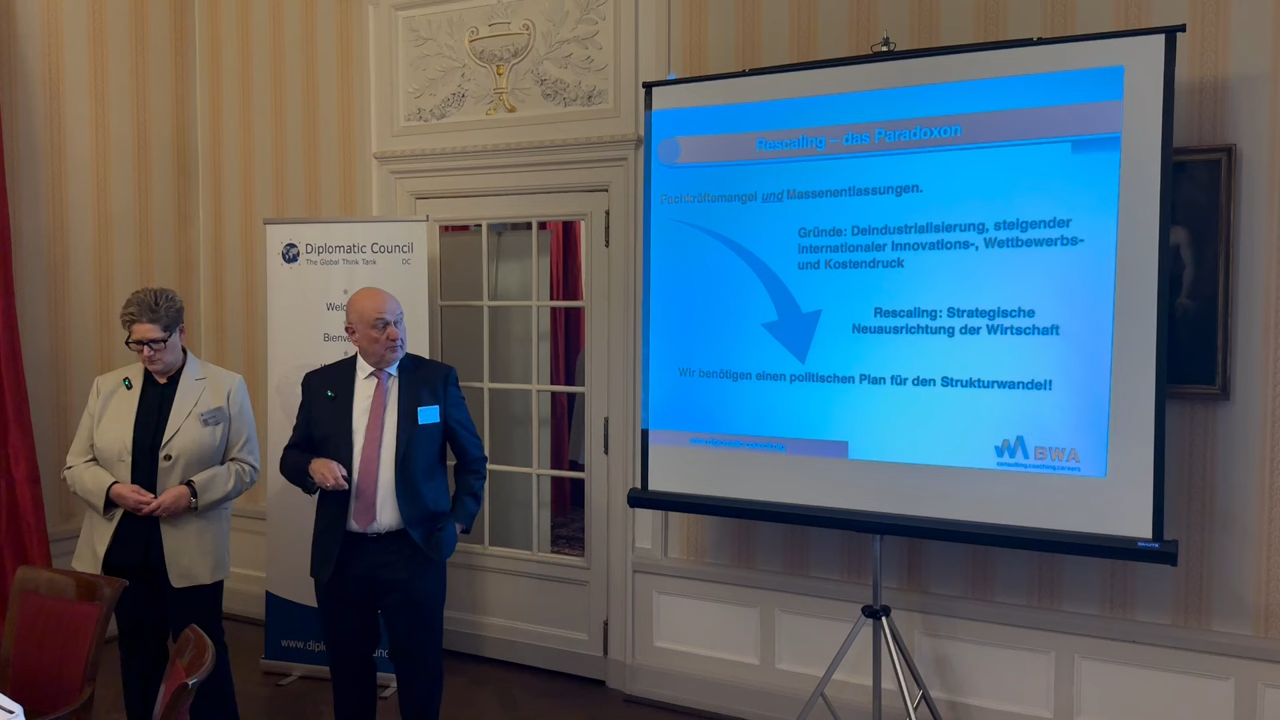 Rescaling – das Paradoxon
Fachkräftemangel und Massenentlassungen.
Gründe: Deindustrialisierung, steigender
internationaler Innovations-, Wettbewerbs-
und Kostendruck
Rescaling: Strategische
Neuausrichtung der Wirtschaft
Wir benötigen einen politischen Plan für den Strukturwandel!
BWA
consulting.coaching.careers
Diplomatic Council
The Global Think Tank DC